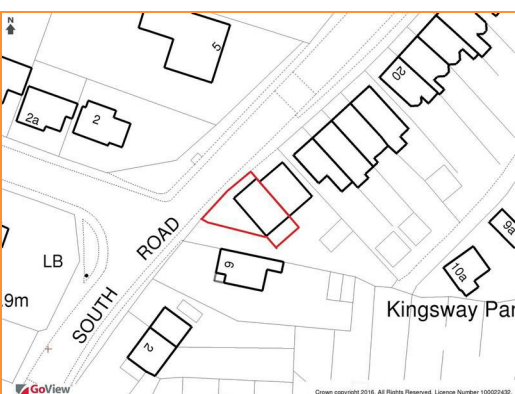 N
5
20
2a
2
ROAD
9a
LB
6
10a
.9m
Kingsway Par
SOUTH
2
GoView
Crown copyright 2016. All Rights Reserved. Licence Number 100022432.